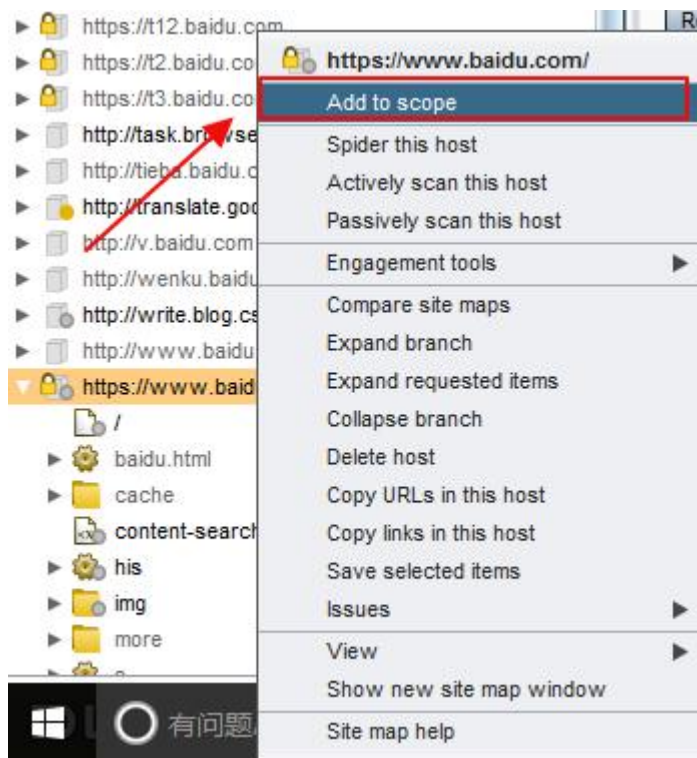 https://t12.baidu.com
https://t2.baidu.co
https://t3.baidu.co
http://task.browse
http://tieba.baidu.c
http://translate.goo
http://v.baidu.com
http://wenku.baidu
http://write.blog.cs
http://www.baidu
https://www.baid
/
baidu.html
cache
content-search
his
img
more
有问题
R
https://www.baidu.com/
Add to scope
Spider this host
Actively scan this host
Passively scan this host
Engagement tools
Compare site maps
Expand branch
Expand requested items
Collapse branch
Delete host
Copy URLs in this host
Copy links in this host
Save selected items
Issues
View
Show new site map window
Site map help